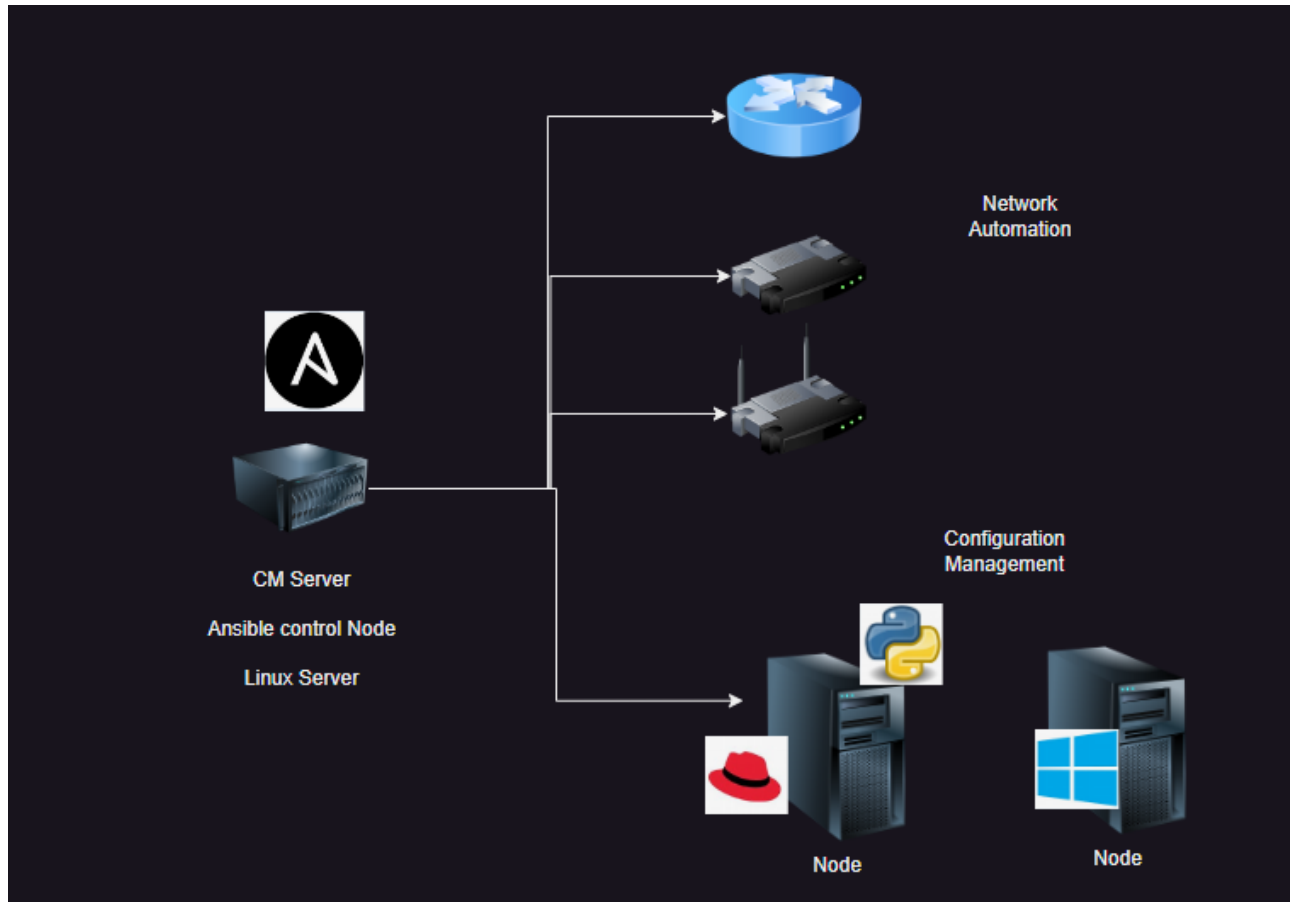 Network
Automation
Configuration
Management
CM Server
Ansible control Node
Linux Server
Node
Node